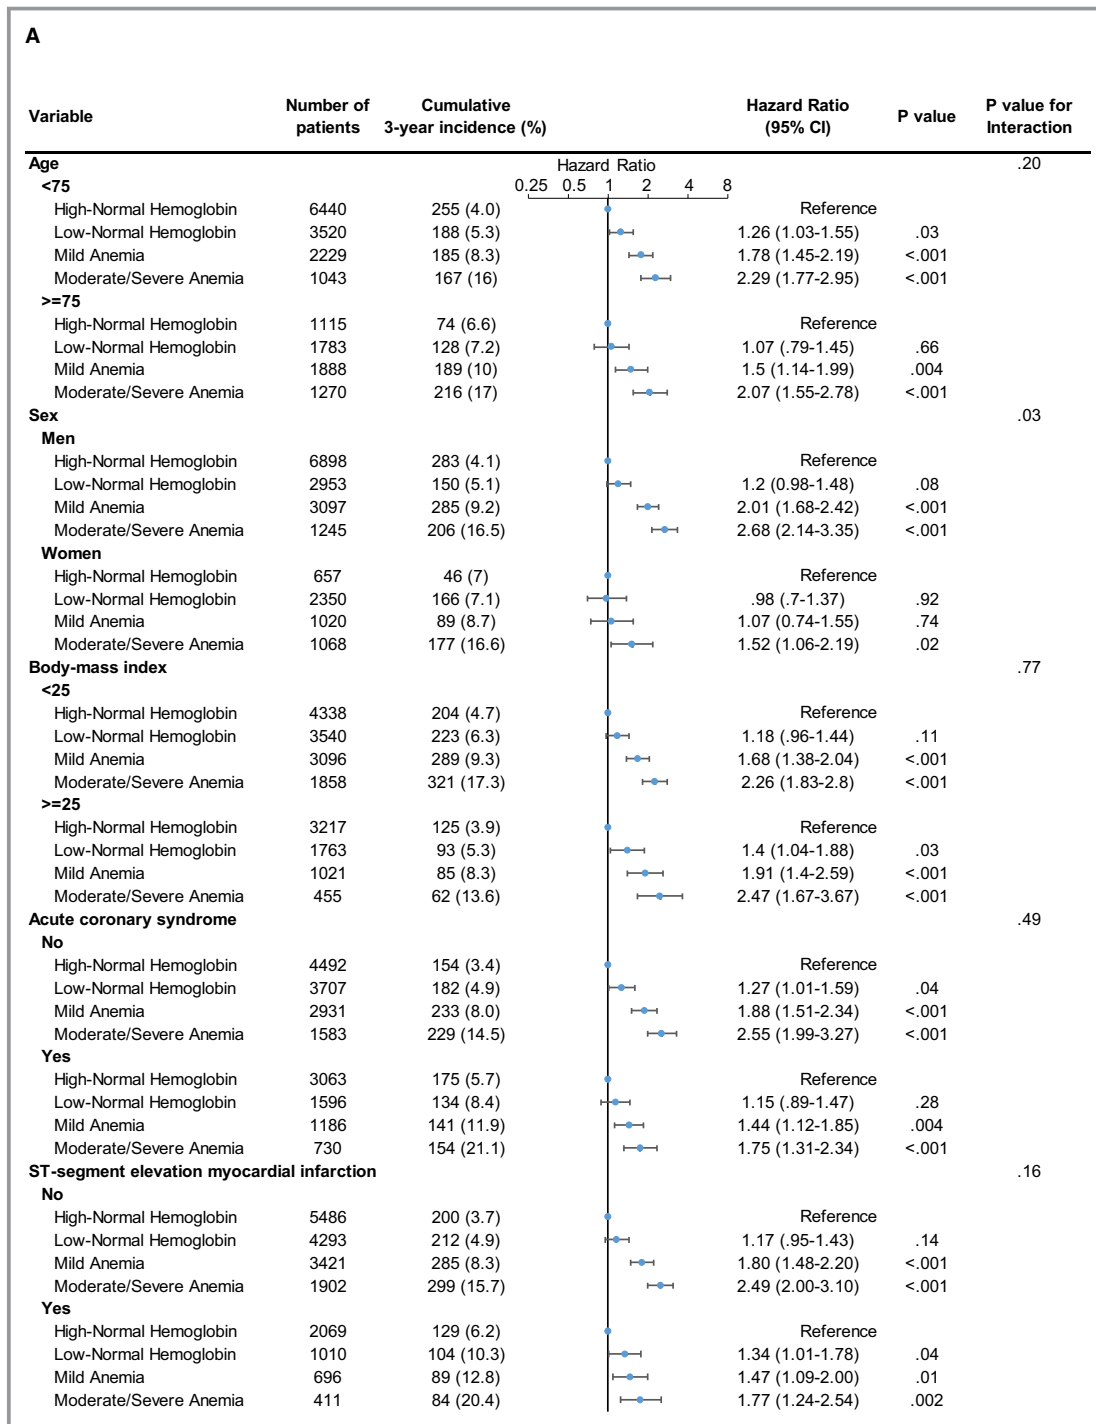 A
Variable Number of patients Cumulative 3-year incidence (%) Hazard Ratio (95% CI) P value P value for Interaction
Age Hazard Ratio .20
<75 0.25 0.5 1 2 4 8
High-Normal Hemoglobin 6440 255 (4.0) Reference
Low-Normal Hemoglobin 3520 188 (5.3) 1.26 (1.03-1.55) .03
Mild Anemia 2229 185 (8.3) 1.78 (1.45-2.19) <.001
Moderate/Severe Anemia 1043 167 (16) 2.29 (1.77-2.95) <.001
>=75
High-Normal Hemoglobin 1115 74 (6.6) Reference
Low-Normal Hemoglobin 1783 128 (7.2) 1.07 (.79-1.45) .66
Mild Anemia 1888 189 (10) 1.5 (1.14-1.99) .004
Moderate/Severe Anemia 1270 216 (17) 2.07 (1.55-2.78) <.001
Sex .03
Men
High-Normal Hemoglobin 6898 283 (4.1) Reference
Low-Normal Hemoglobin 2953 150 (5.1) 1.2 (0.98-1.48) .08
Mild Anemia 3097 285 (9.2) 2.01 (1.68-2.42) <.001
Moderate/Severe Anemia 1245 206 (16.5) 2.68 (2.14-3.35) <.001
Women
High-Normal Hemoglobin 657 46 (7) Reference
Low-Normal Hemoglobin 2350 166 (7.1) .98 (.7-1.37) .92
Mild Anemia 1020 89 (8.7) 1.07 (0.74-1.55) .74
Moderate/Severe Anemia 1068 177 (16.6) 1.52 (1.06-2.19) .02
Body-mass index .77
<25
High-Normal Hemoglobin 4338 204 (4.7) Reference
Low-Normal Hemoglobin 3540 223 (6.3) 1.18 (.96-1.44) .11
Mild Anemia 3096 289 (9.3) 1.68 (1.38-2.04) <.001
Moderate/Severe Anemia 1858 321 (17.3) 2.26 (1.83-2.8) <.001
>=25
High-Normal Hemoglobin 3217 125 (3.9) Reference
Low-Normal Hemoglobin 1763 93 (5.3) 1.4 (1.04-1.88) .03
Mild Anemia 1021 85 (8.3) 1.91 (1.4-2.59) <.001
Moderate/Severe Anemia 455 62 (13.6) 2.47 (1.67-3.67) <.001
Acute coronary syndrome .49
No
High-Normal Hemoglobin 4492 154 (3.4) Reference
Low-Normal Hemoglobin 3707 182 (4.9) 1.27 (1.01-1.59) .04
Mild Anemia 2931 233 (8.0) 1.88 (1.51-2.34) <.001
Moderate/Severe Anemia 1583 229 (14.5) 2.55 (1.99-3.27) <.001
Yes
High-Normal Hemoglobin 3063 175 (5.7) Reference
Low-Normal Hemoglobin 1596 134 (8.4) 1.15 (.89-1.47) .28
Mild Anemia 1186 141 (11.9) 1.44 (1.12-1.85) .004
Moderate/Severe Anemia 730 154 (21.1) 1.75 (1.31-2.34) <.001
ST-segment elevation myocardial infarction .16
No
High-Normal Hemoglobin 5486 200 (3.7) Reference
Low-Normal Hemoglobin 4293 212 (4.9) 1.17 (.95-1.43) .14
Mild Anemia 3421 285 (8.3) 1.80 (1.48-2.20) <.001
Moderate/Severe Anemia 1902 299 (15.7) 2.49 (2.00-3.10) <.001
Yes
High-Normal Hemoglobin 2069 129 (6.2) Reference
Low-Normal Hemoglobin 1010 104 (10.3) 1.34 (1.01-1.78) .04
Mild Anemia 696 89 (12.8) 1.47 (1.09-2.00) .01
Moderate/Severe Anemia 411 84 (20.4) 1.77 (1.24-2.54) .002